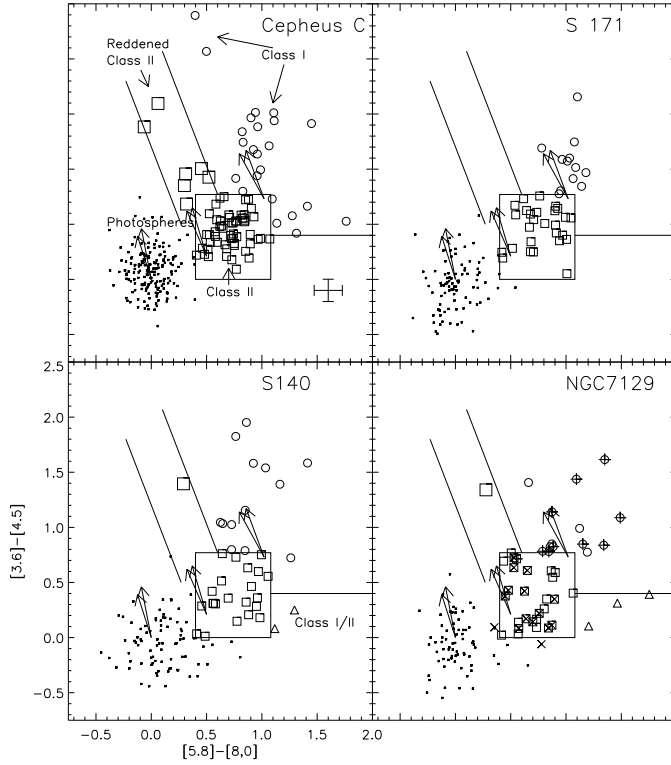 Cepheus C
S 171
Reddened
Class II
Class I
Photospheres
Class II
S140
NGC7129
2.5
2.0
1.5
1.0
0.5
0.0
−0.5
[3.6]−[4.5]
Class I/II
−0.5 0.0 0.5 1.0 1.5 2.0
[5.8]−[8,0]